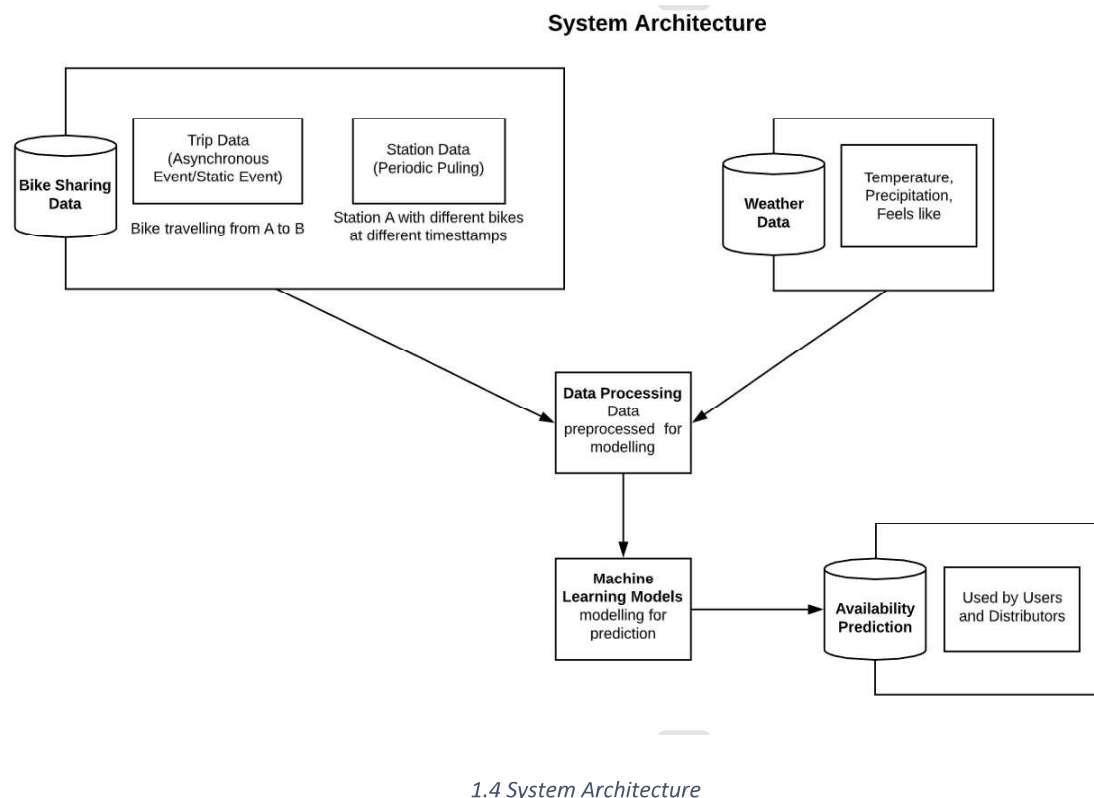 System Architecture
Bike Sharing
Data
Trip Data
(Asynchronous
Event/Static Event)
Bike travelling from A to B
Station Data
(Periodic Puling)
Station A with different bikes
at different timesttamps
Weather
Data
Temperature,
Precipitation,
Feels like
Data Processing
Data
preprocessed for
modelling
Machine
Learning Models
modelling for
prediction
Availability
Prediction
Used by Users
and Distributors
1.4 System Architecture